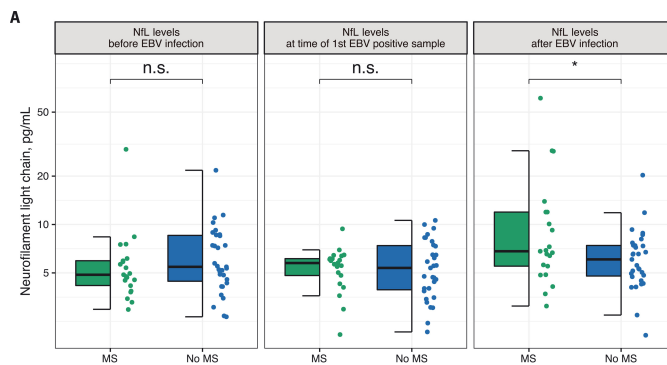 A
NfL levels
before EBV infection
NfL levels
at time of 1st EBV positive sample
NfL levels
after EBV infection
n.s.
n.s.
*
Neurofilament light chain, pg/mL
50
20
10
5
MS
No MS
MS
No MS
MS
No MS